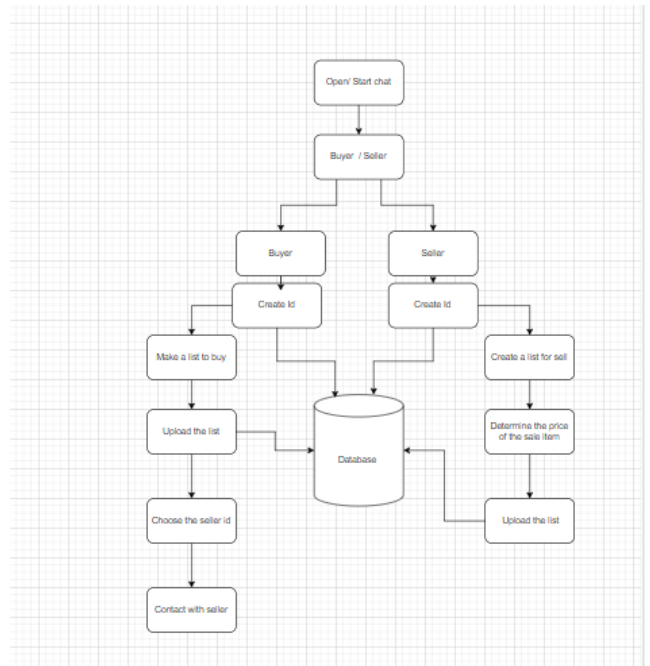 Open/ Start chat
Buyer / Seller
Buyer
Seller
Create Id
Create Id
Make a list to buy
Create a list for sell
Upload the list
Determine the price
of the sale item
Database
Choose the seller id
Upload the list
Contact with seller